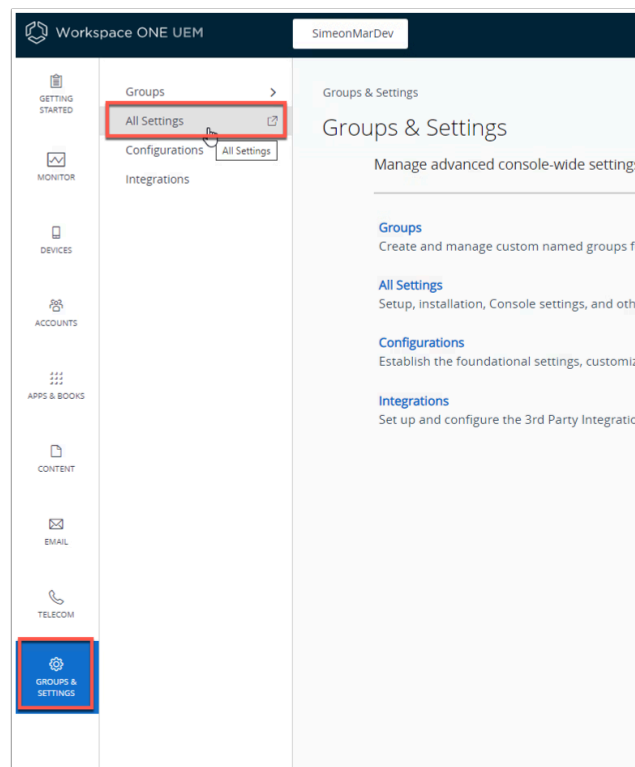 Workspace ONE UEM
SimeonMarDev
GETTING
STARTED
MONITOR
DEVICES
ACCOUNTS
APPS & BOOKS
CONTENT
EMAIL
TELECOM
GROUPS &
SETTINGS
Groups
All Settings
Configurations
All Settings
Integrations
Groups & Settings
Groups & Settings
Manage advanced console-wide settings
Groups
Create and manage custom named groups f
All Settings
Setup, installation, Console settings, and oth
Configurations
Establish the foundational settings, customiz
Integrations
Set up and configure the 3rd Party Integratio